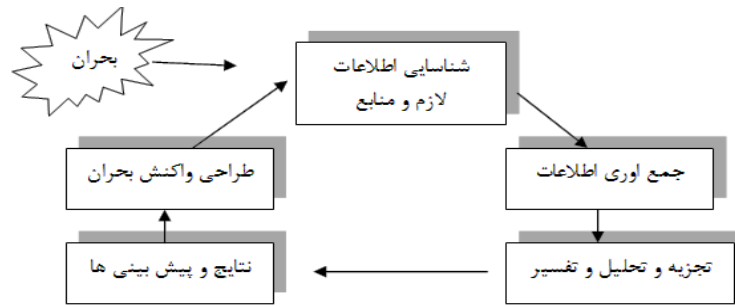 بحران
شناسایی اطلاعات
لازم و منابع
جمع اوری اطلاعات
تجزیه و تحلیل و تفسیر
نتایج و پیش بینی ها
طراحی واکنش بحران